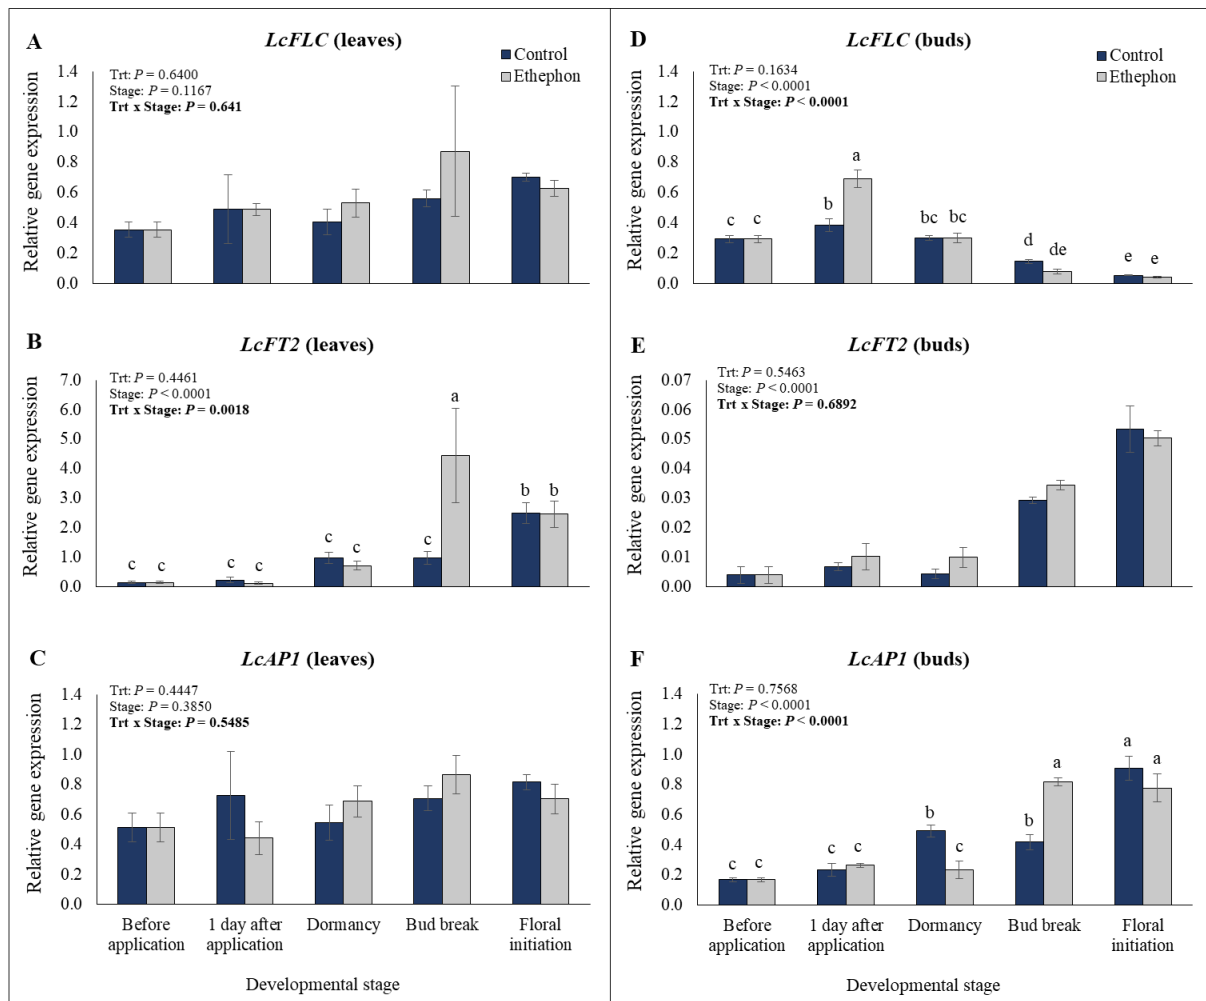 A
LcFLC (leaves)
Control
Ethephon
Trt: P = 0.6400
Stage: P = 0.1167
Trt x Stage: P = 0.641
Relative gene expression
1.4
1.2
1.0
0.8
0.6
0.4
0.2
0.0
B
LcFT2 (leaves)
Trt: P = 0.4461
Stage: P < 0.0001
Trt x Stage: P = 0.0018
Relative gene expression
7.0
6.0
5.0
4.0
3.0
2.0
1.0
0.0
c c c c c c c a b b
C
LcAP1 (leaves)
Trt: P = 0.4447
Stage: P = 0.3850
Trt x Stage: P = 0.5485
Relative gene expression
1.4
1.2
1.0
0.8
0.6
0.4
0.2
0.0
Before
application
1 day after
application
Dormancy
Bud break
Floral
initiation
Developmental stage
D
LcFLC (buds)
Control
Ethephon
Trt: P = 0.1634
Stage: P < 0.0001
Trt x Stage: P < 0.0001
Relative gene expression
1.4
1.2
1.0
0.8
0.6
0.4
0.2
0.0
c c b a bc bc d de e e
E
LcFT2 (buds)
Trt: P = 0.5463
Stage: P < 0.0001
Trt x Stage: P = 0.6892
Relative gene expression
0.07
0.06
0.05
0.04
0.03
0.02
0.01
0.00
F
LcAP1 (buds)
Trt: P = 0.7568
Stage: P < 0.0001
Trt x Stage: P < 0.0001
Relative gene expression
1.4
1.2
1.0
0.8
0.6
0.4
0.2
0.0
c c c c b c b a a a
Before
application
1 day after
application
Dormancy
Bud break
Floral
initiation
Developmental stage